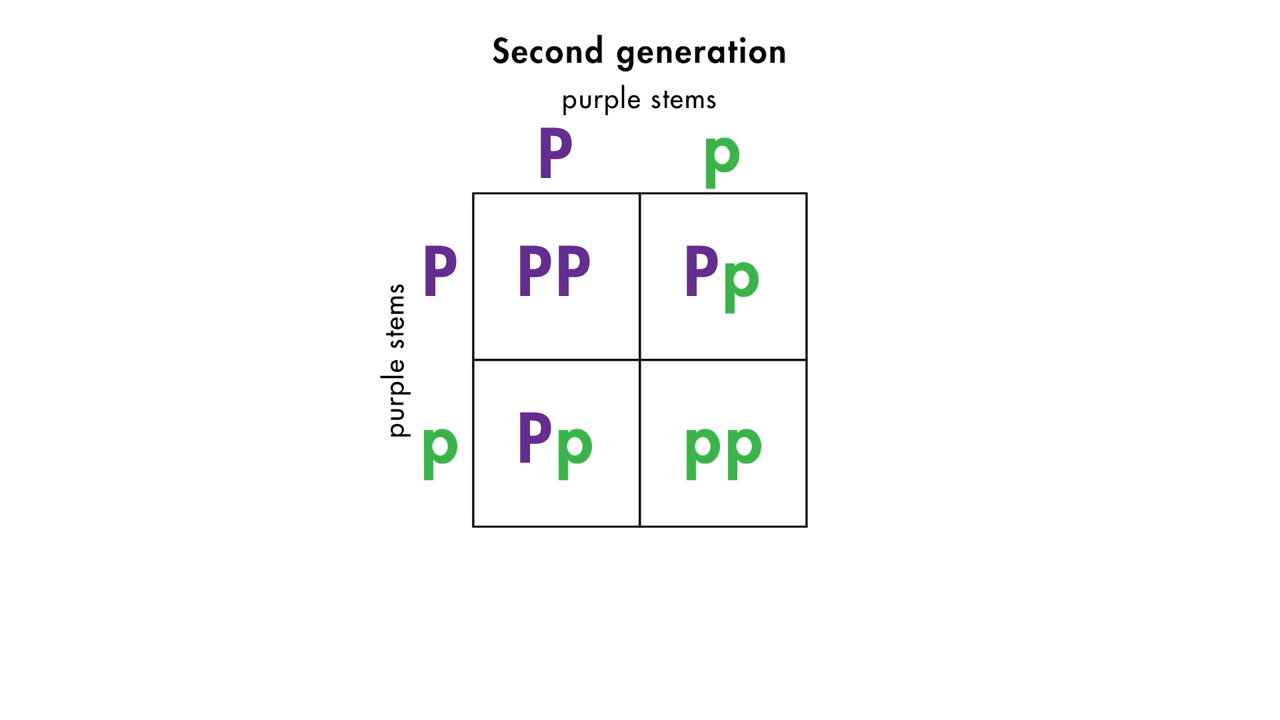 Second generation
purple stems
P p
purple stems
P PP Pp
p Pp pp